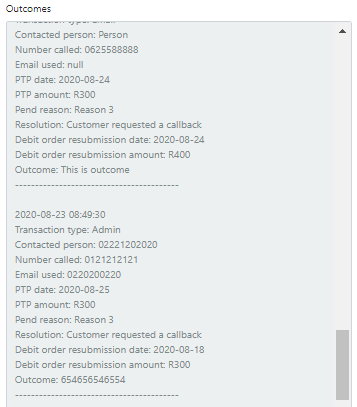 Outcomes
Transaction type: Email
Contacted person: Person
Number called: 0625588888
Email used: null
PTP date: 2020-08-24
PTP amount: R300
Pend reason: Reason 3
Resolution: Customer requested a callback
Debit order resubmission date: 2020-08-24
Debit order resubmission amount: R400
Outcome: This is outcome
-----------------------------------------
2020-08-23 08:49:30
Transaction type: Admin
Contacted person: 02221202020
Number called: 0121212121
Email used: 0220200220
PTP date: 2020-08-25
PTP amount: R300
Pend reason: Reason 3
Resolution: Customer requested a callback
Debit order resubmission date: 2020-08-18
Debit order resubmission amount: R300
Outcome: 654656546554
-----------------------------------------